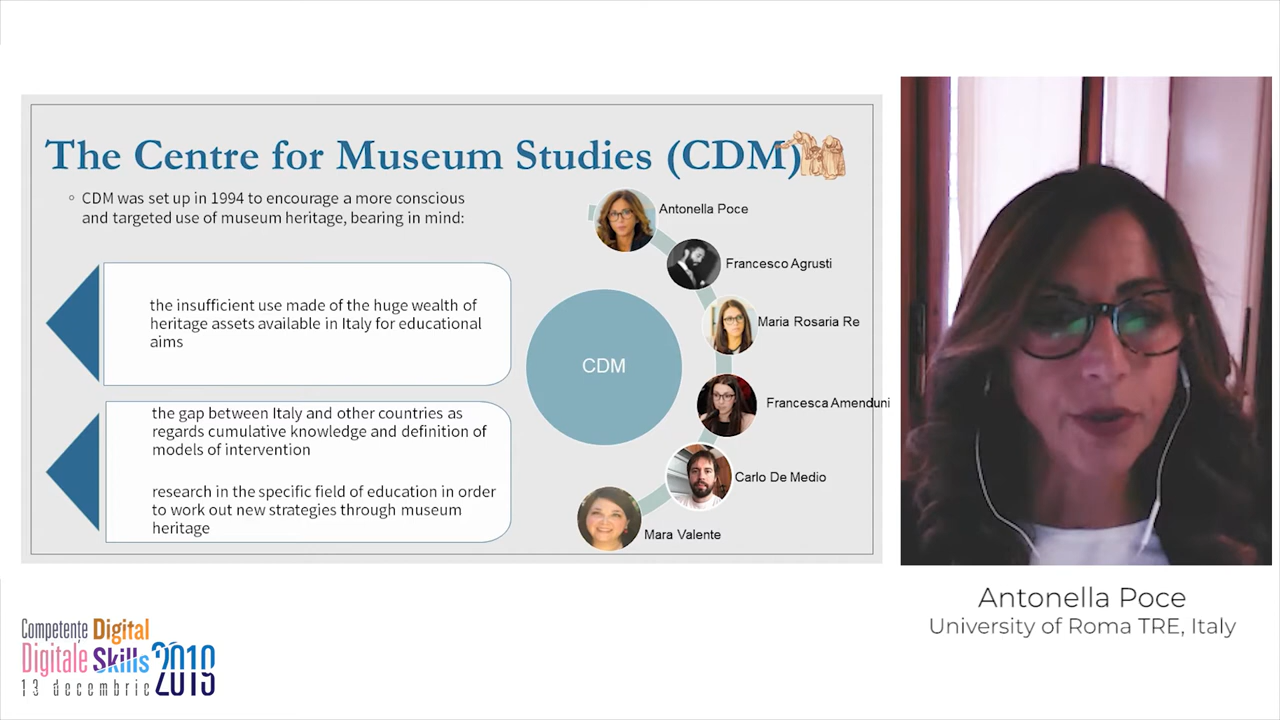 The Centre for Museum Studies (CDM)
◦ CDM was set up in 1994 to encourage a more conscious
and targeted use of museum heritage, bearing in mind:
the insufficient use made of the huge wealth of
heritage assets available in Italy for educational
aims
the gap between Italy and other countries as
regards cumulative knowledge and definition of
models of intervention
research in the specific field of education in order
to work out new strategies through museum
heritage
CDM
Antonella Poce
Francesco Agrusti
Maria Rosaria Re
Francesca Amenduni
Carlo De Medio
Mara Valente
Antonella Poce
University of Roma TRE, Italy
Competențe Digital
Digitale Skills 2019
13 decembrie